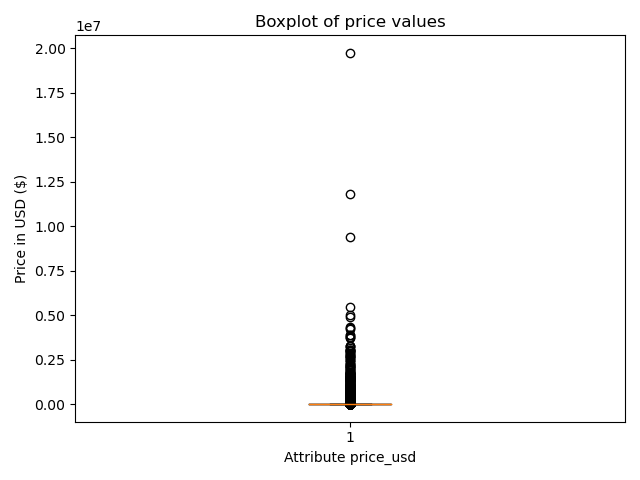 Boxplot of price values
1e7
2.00
1.75
1.50
1.25
1.00
0.75
0.50
0.25
0.00
Price in USD ($)
1
Attribute price_usd